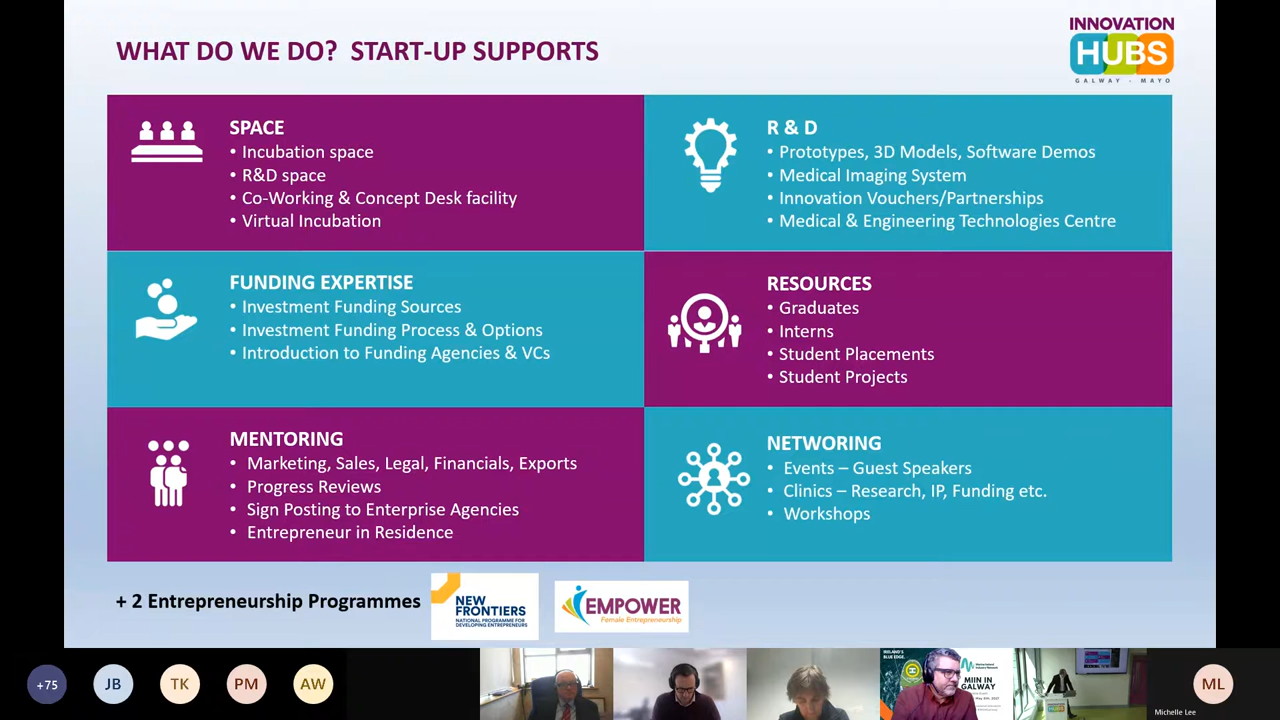 WHAT DO WE DO? START-UP SUPPORTS
INNOVATION
HUBS
GALWAY - MAYO
SPACE
• Incubation space
• R&D space
• Co-Working & Concept Desk facility
• Virtual Incubation
R & D
• Prototypes, 3D Models, Software Demos
• Medical Imaging System
• Innovation Vouchers/Partnerships
• Medical & Engineering Technologies Centre
FUNDING EXPERTISE
• Investment Funding Sources
• Investment Funding Process & Options
• Introduction to Funding Agencies & VCs
RESOURCES
• Graduates
• Interns
• Student Placements
• Student Projects
MENTORING
• Marketing, Sales, Legal, Financials, Exports
• Progress Reviews
• Sign Posting to Enterprise Agencies
• Entrepreneur in Residence
NETWORING
• Events – Guest Speakers
• Clinics – Research, IP, Funding etc.
• Workshops
+ 2 Entrepreneurship Programmes
NEW
FRONTIERS
NATIONAL PROGRAMME FOR
DEVELOPING ENTREPRENEURS
EMPOWER
Female Entrepreneurship
+75
JB
TK
PM
AW
IRELAND'S
BLUE EDGE.
MIIN IN
GALWAY
HUBS
ML
Michelle Lee